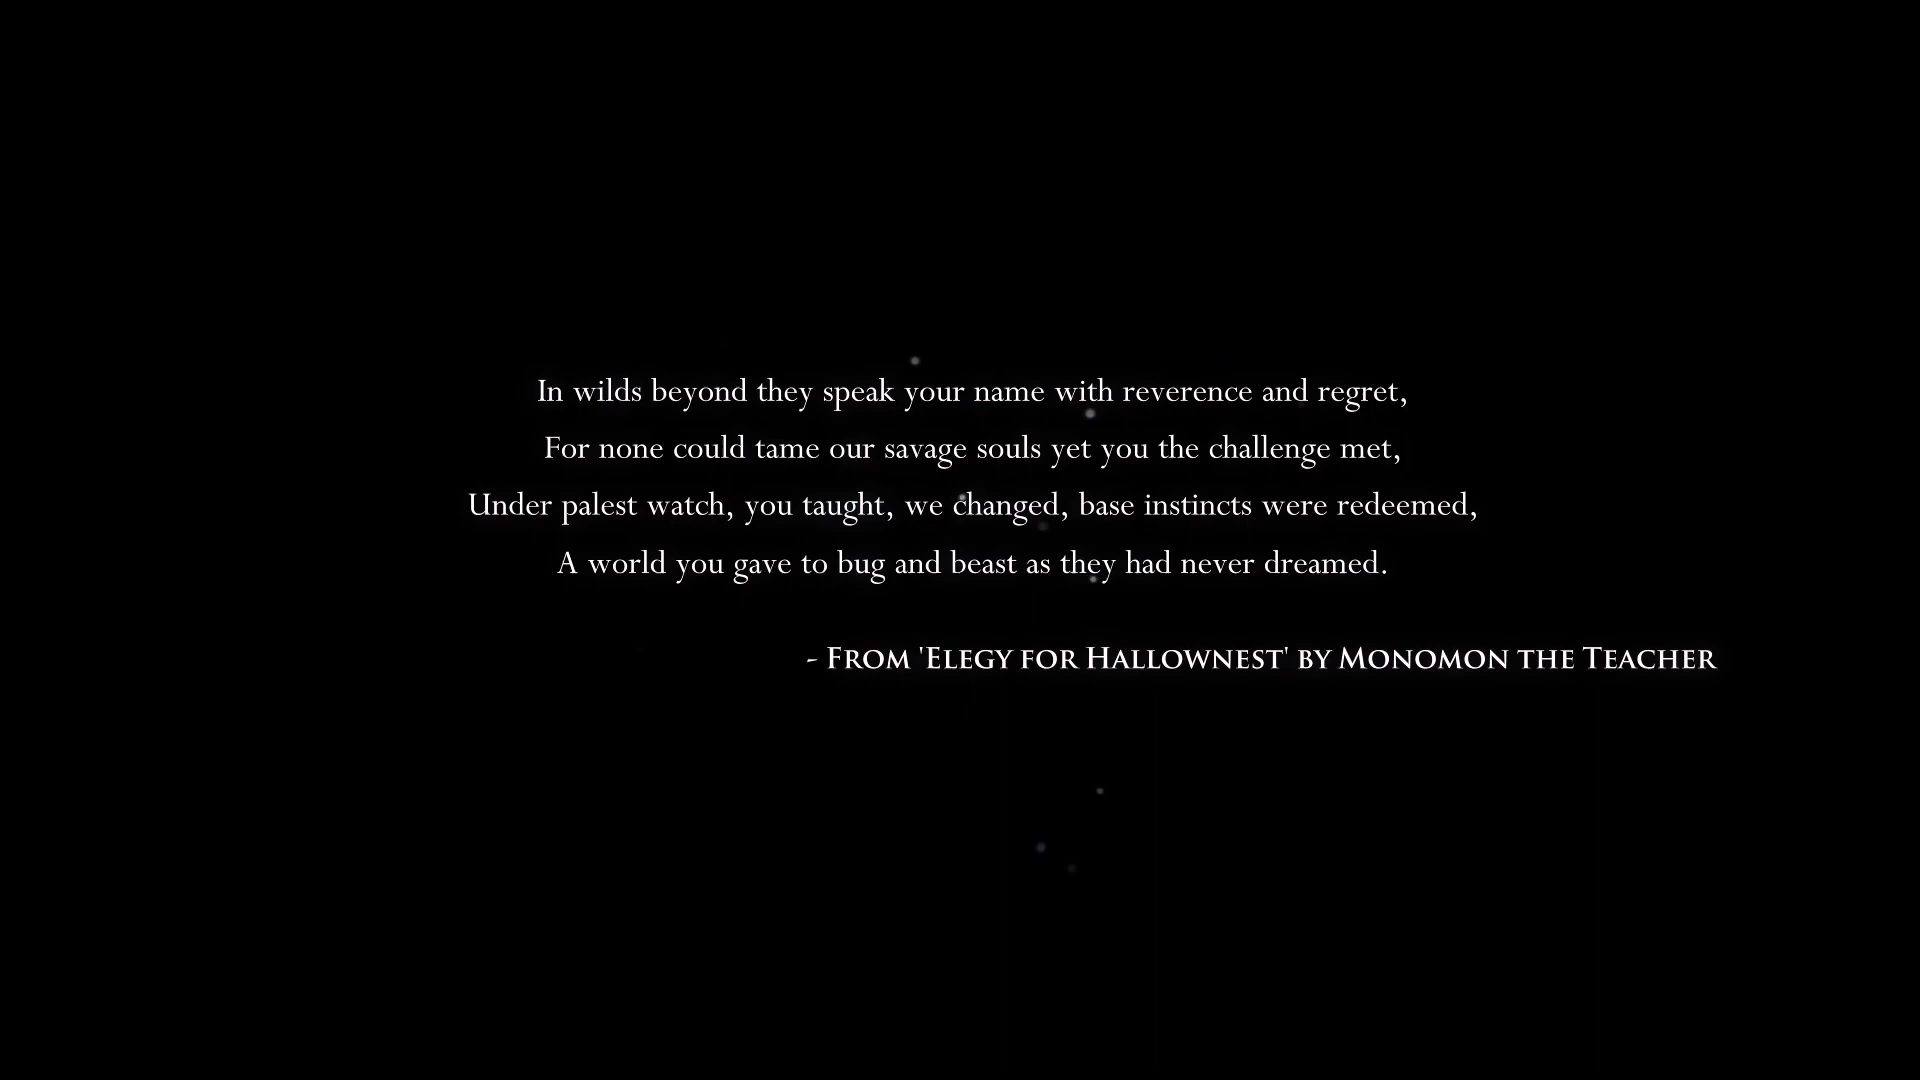 In wilds beyond they speak your name with reverence and regret,
For none could tame our savage souls yet you the challenge met,
Under palest watch, you taught, we changed, base instincts were redeemed,
A world you gave to bug and beast as they had never dreamed.
- From 'Elegy for Hallownest' by Monomon the Teacher